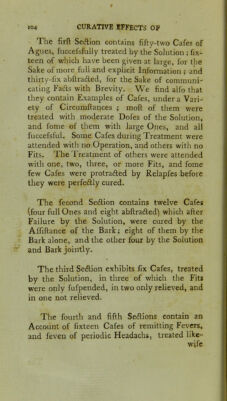 104 CURATIVE EFFECTS OF
The firſt Section contains fifty-two Caſes of
Agues, ſucceſsfully treated by the Solution; ſix-
teen of which have been given at large, for the
Sake of more full and explicit Information; and
thirty-ſix abſtracted, for the Sake of communi-
cating Facts with Brevity. We find alſo that
they contain Examples of Caſes, under a Vari-
ety of Circumſtances; moſt of them were
treated with moderate Doſes of the Solution,
and ſome of them with large Ones, and all
ſucceſsful. Some Caſes during Treatment were
attended with no Operation, and others with no
Fits. The Treatment of others were attended
with one, two, three, or more Fits, and ſome
few Caſes were protracted by Relapſes before
they were perfectly cured.
The ſecond Section contains twelve Caſes
(four full Ones and eight abſtracted) which after
Failure by the Solution, were cured by the
Aſſiſtance of the Bark; eight of them by the
Bark alone, and the other four by the Solution
and Bark jointly.
The third Section exhibits ſix Caſes, treated
by the Solution, in three of which the Fits
were only ſuſpended, in two only relieved, and
in one not relieved.
The fourth and fifth Sections contain an
Account of ſixteen Caſes of remitting Fevers,
and ſeven of periodic Headachs, treated like-
wiſe